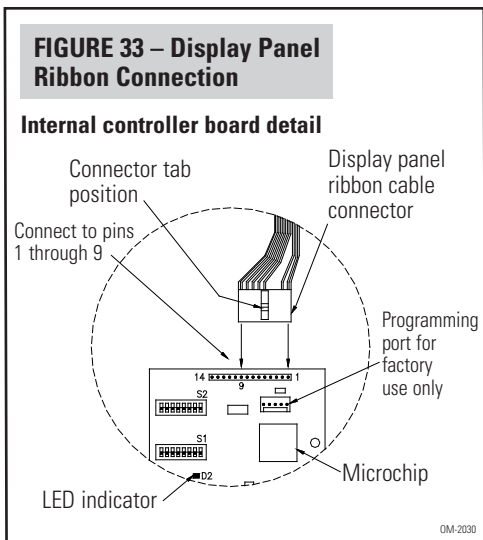 FIGURE 33 – Display Panel
Ribbon Connection
Internal controller board detail
Connector tab
position
Display panel
ribbon cable
connector
Connect to pins
1 through 9
Programming
port for
factory
use only
14
9
1
S2
S1
D2
Microchip
LED indicator
OM-2030